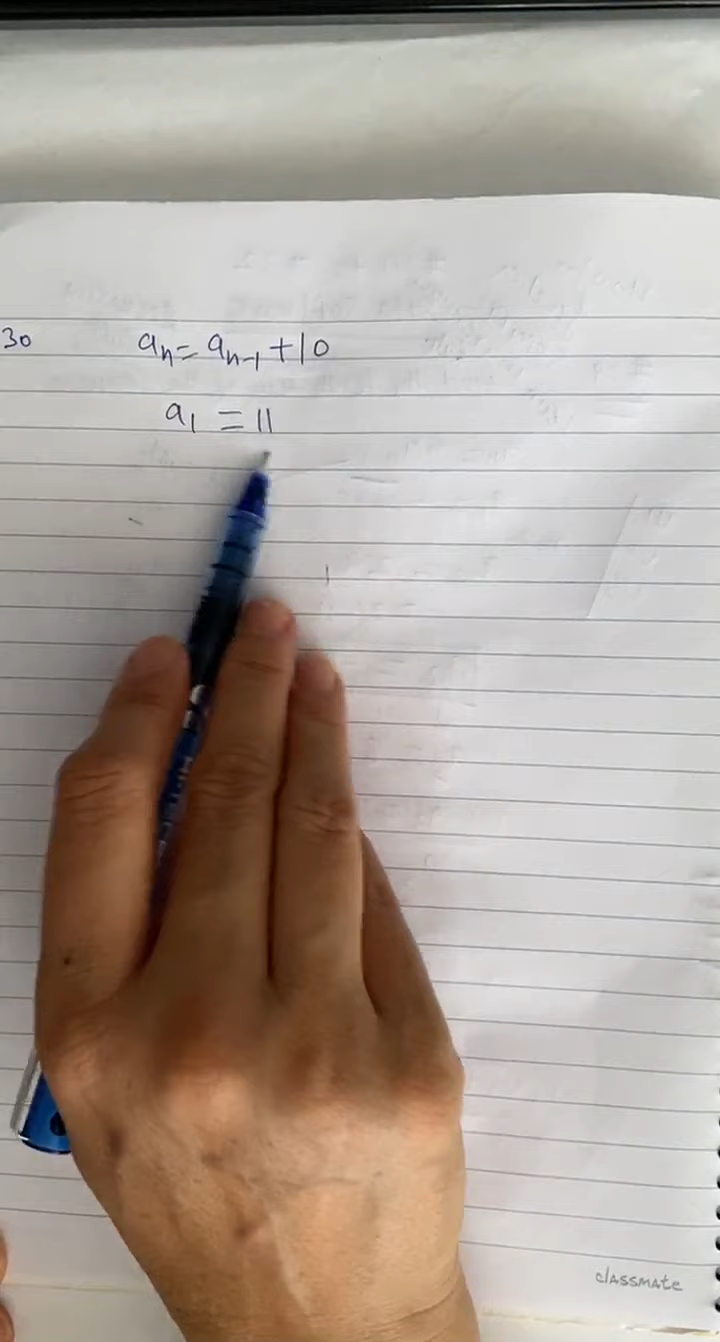 30 aₙ = aₙ₋₁ + 10
a₁ = 11
classmate